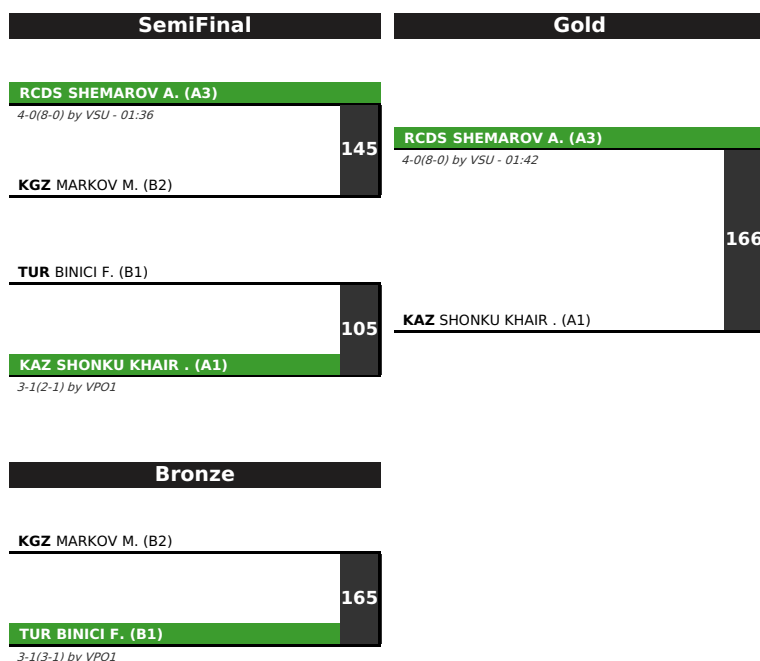 SemiFinal
RCDS SHEMAROV A. (A3)
4-0(8-0) by VSU - 01:36
145
KGZ MARKOV M. (B2)
TUR BINICI F. (B1)
105
KAZ SHONKU KHAIR . (A1)
3-1(2-1) by VPO1
Gold
RCDS SHEMAROV A. (A3)
4-0(8-0) by VSU - 01:42
166
KAZ SHONKU KHAIR . (A1)
Bronze
KGZ MARKOV M. (B2)
165
TUR BINICI F. (B1)
3-1(3-1) by VPO1